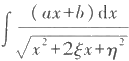 ∫ (ax+b) dx / √(x²+2ξx+η²)